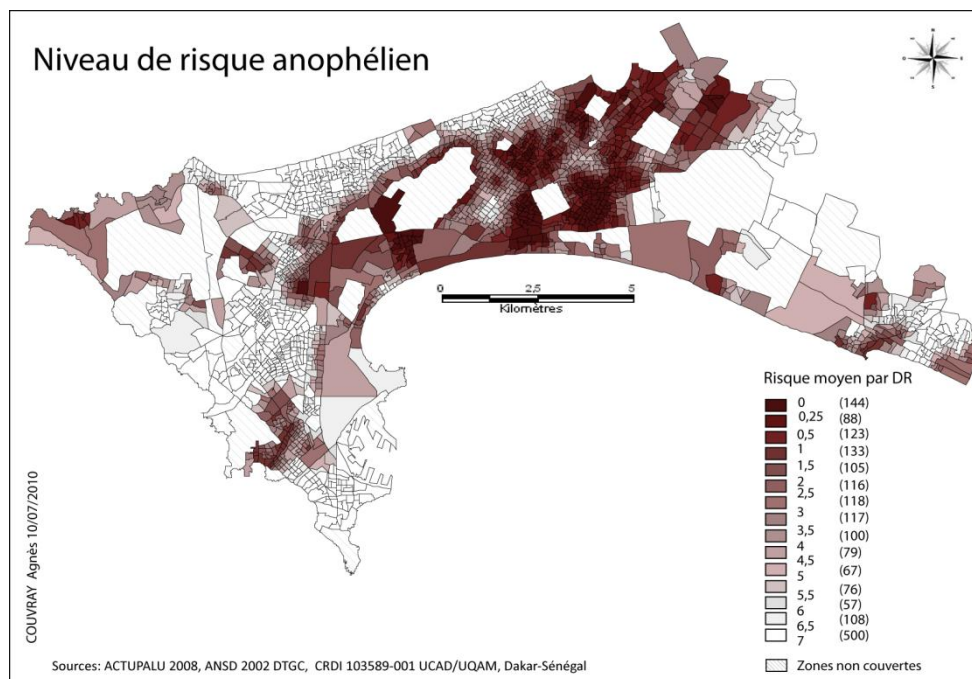 Niveau de risque anophélien
0 2,5 5
Kilomètres
Risque moyen par DR
0 (144)
0,25 (88)
0,5 (123)
1 (133)
1,5 (105)
2 (116)
2,5 (118)
3 (117)
3,5 (100)
4 (79)
4,5 (67)
5 (76)
5,5 (57)
6 (108)
6,5 (500)
7
Zones non couvertes
COUVRAY Agnès 10/07/2010
Sources: ACTUPALU 2008, ANSD 2002 DTGC, CRDI 103589-001 UCAD/UQAM, Dakar-Sénégal